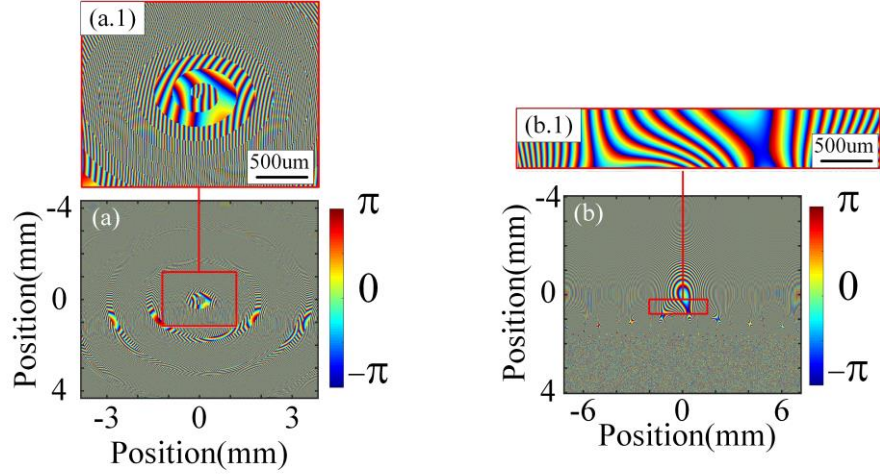 (a.1)
500um
(b.1)
500um
(a)
-4
0
4
-3
0
3
Position(mm)
Position(mm)
π
0
−π
(b)
-4
0
4
-6
0
6
Position(mm)
Position(mm)
π
0
−π